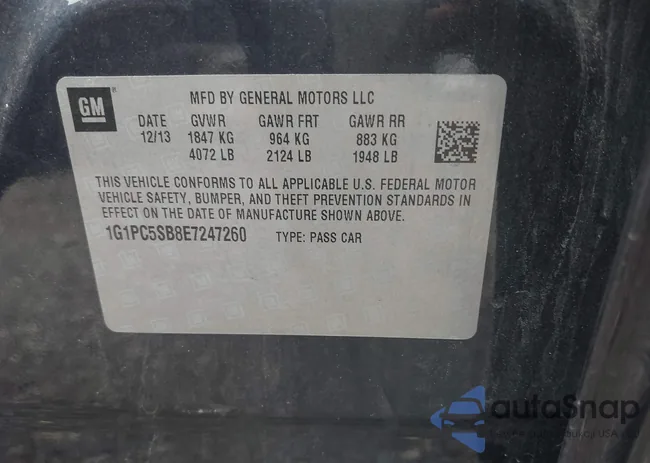 GM
MFD BY GENERAL MOTORS LLC
DATE GVWR GAWR FRT GAWR RR
12/13 1847 KG 964 KG 883 KG
4072 LB 2124 LB 1948 LB
THIS VEHICLE CONFORMS TO ALL APPLICABLE U.S. FEDERAL MOTOR
VEHICLE SAFETY, BUMPER, AND THEFT PREVENTION STANDARDS IN
EFFECT ON THE DATE OF MANUFACTURE SHOWN ABOVE.
1G1PC5SB8E7247260 TYPE: PASS CAR
autoSnap